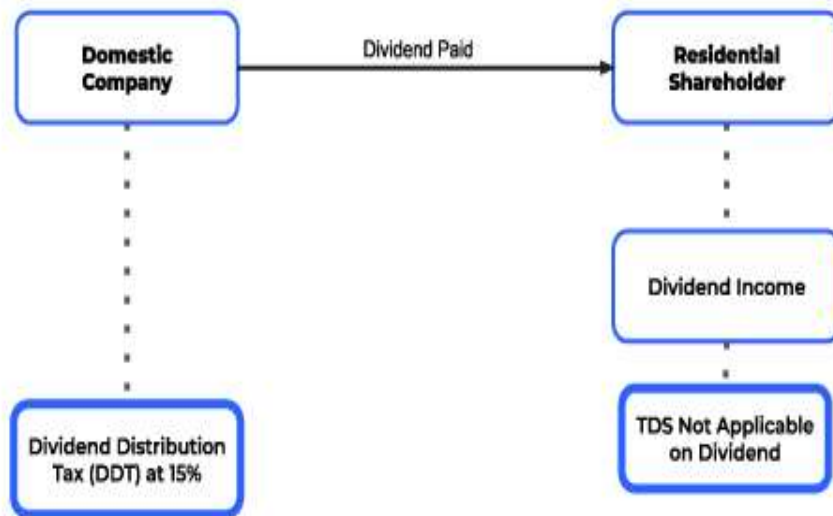 Domestic
Company
Dividend Paid
Residential
Shareholder
Dividend Income
Dividend Distribution
Tax (DDT) at 15%
TDS Not Applicable
on Dividend